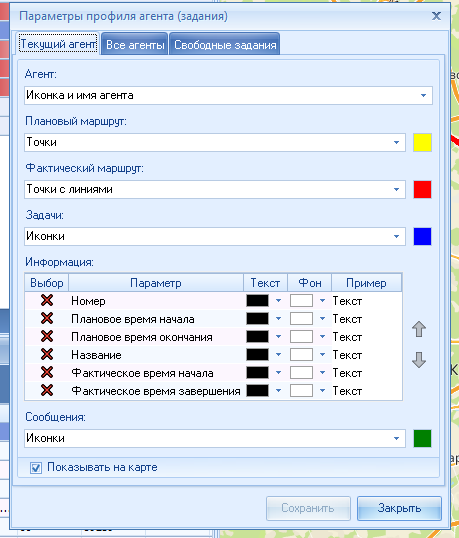 Параметры профиля агента (задания)
Текущий агент Все агенты Свободные задания
Агент:
Иконка и имя агента
Плановый маршрут:
Точки
Фактический маршрут:
Точки с линиями
Задачи:
Иконки
Информация:
Выбор Параметр Текст Фон Пример
Номер Текст
Плановое время начала Текст
Плановое время окончания Текст
Название Текст
Фактическое время начала Текст
Фактическое время завершения Текст
Сообщения:
Иконки
Показывать на карте
Сохранить Закрыть